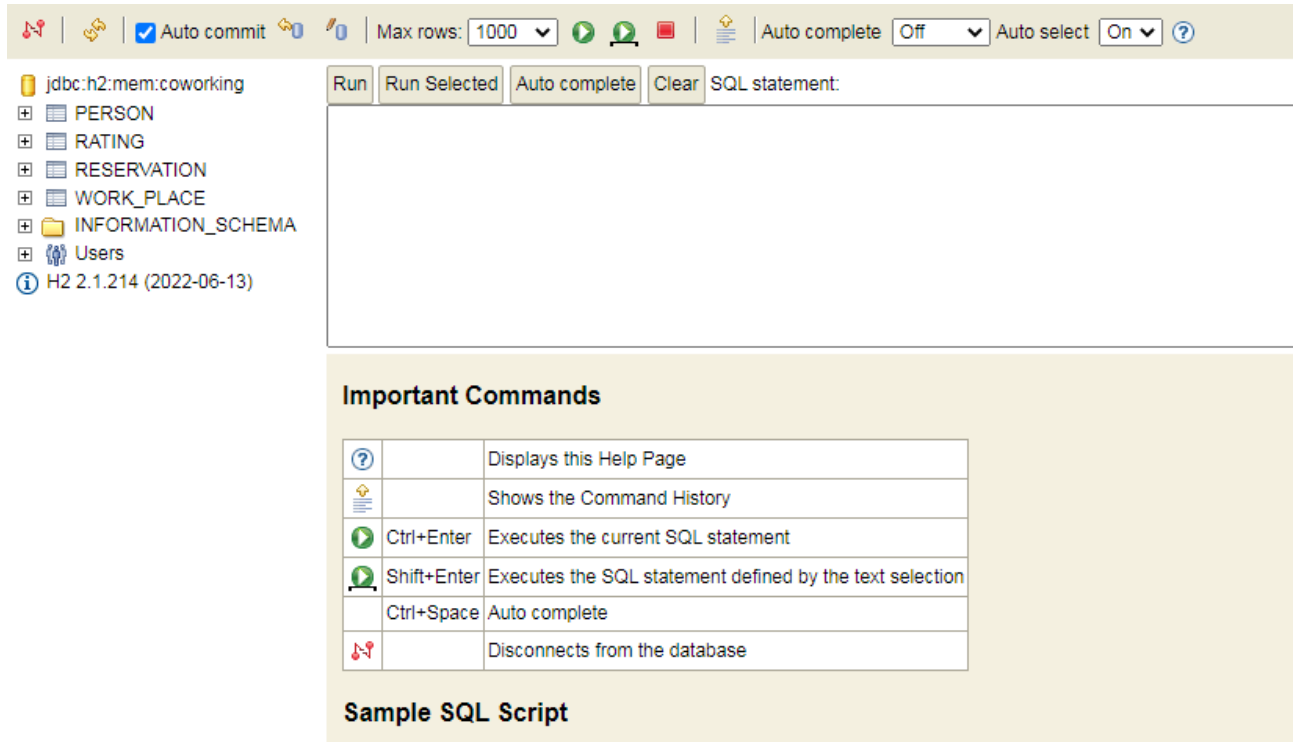 Auto commit Max rows: 1000 Auto complete Off Auto select On
jdbc:h2:mem:coworking
PERSON
RATING
RESERVATION
WORK_PLACE
INFORMATION_SCHEMA
Users
H2 2.1.214 (2022-06-13)
Run Run Selected Auto complete Clear SQL statement:
Important Commands
Displays this Help Page
Shows the Command History
Ctrl+Enter Executes the current SQL statement
Shift+Enter Executes the SQL statement defined by the text selection
Ctrl+Space Auto complete
Disconnects from the database
Sample SQL Script